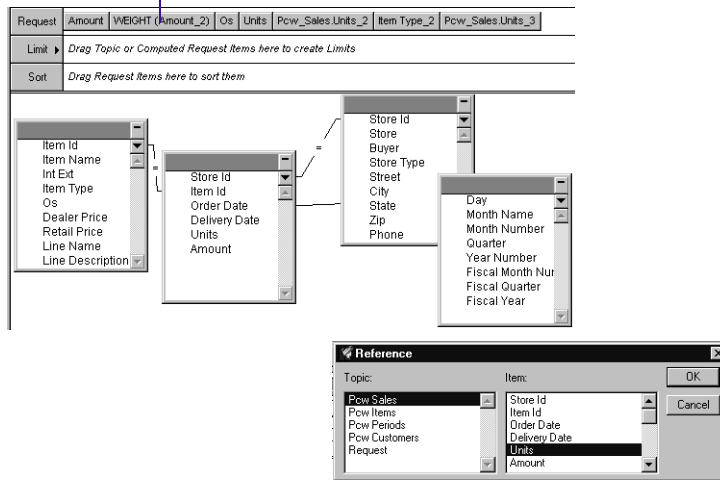 Request Amount WEIGHT (Amount_2) Os Units Pcw_Sales.Units_2 Item Type_2 Pcw_Sales.Units_3
Limit Drag Topic or Computed Request Items here to create Limits
Sort Drag Request Items here to sort them
Item Id
Item Name
Int Ext
Item Type
Os
Dealer Price
Retail Price
Line Name
Line Description
=
Store Id
Item Id
Order Date
Delivery Date
Units
Amount
=
Store Id
Store
Buyer
Store Type
Street
City
State
Zip
Phone
Day
Month Name
Month Number
Quarter
Year Number
Fiscal Month Nur
Fiscal Quarter
Fiscal Year
Reference
Topic:
Pcw Sales
Pcw Items
Pcw Periods
Pcw Customers
Request
Item:
Store Id
Item Id
Order Date
Delivery Date
Units
Amount
OK
Cancel